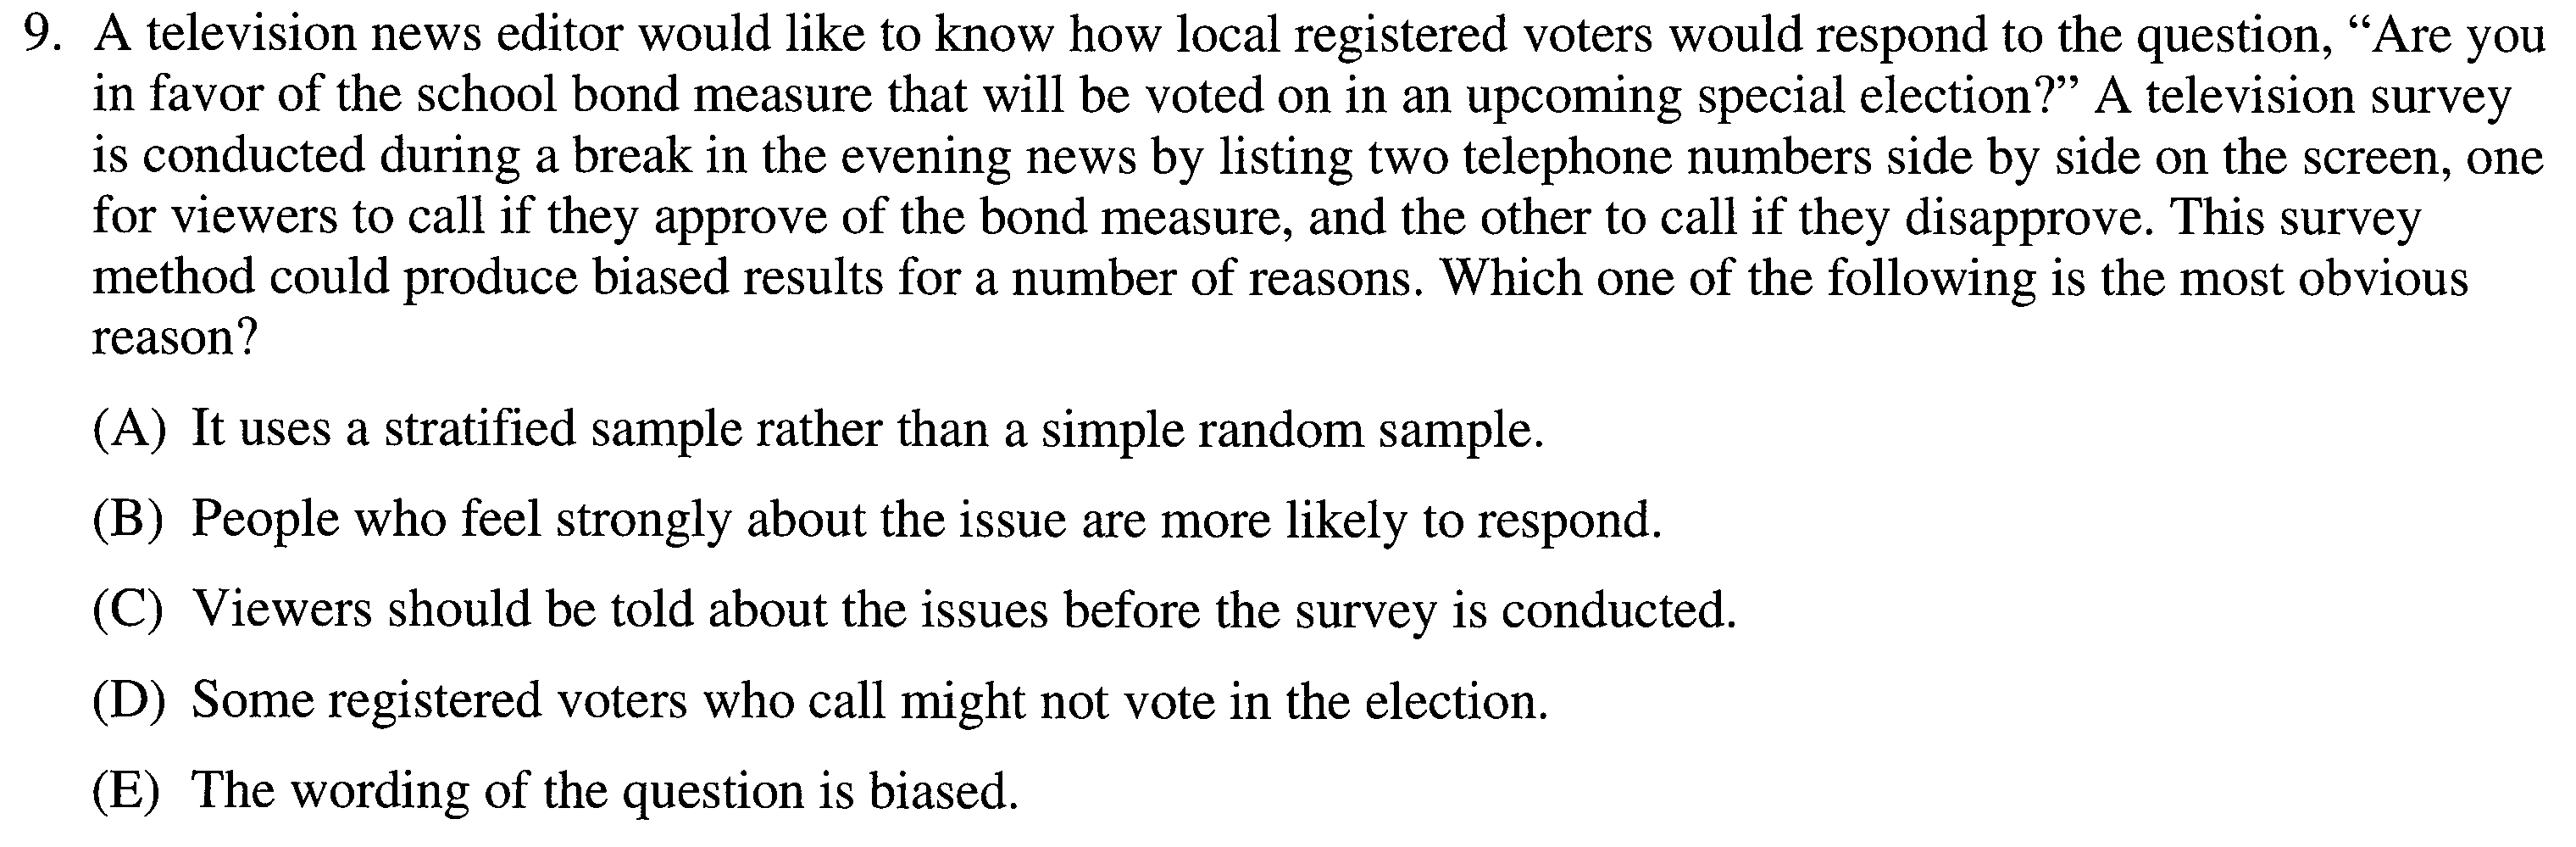 9. A television news editor would like to know how local registered voters would respond to the question, “Are you
in favor of the school bond measure that will be voted on in an upcoming special election?” A television survey
is conducted during a break in the evening news by listing two telephone numbers side by side on the screen, one
for viewers to call if they approve of the bond measure, and the other to call if they disapprove. This survey
method could produce biased results for a number of reasons. Which one of the following is the most obvious
reason?
(A) It uses a stratified sample rather than a simple random sample.
(B) People who feel strongly about the issue are more likely to respond.
(C) Viewers should be told about the issues before the survey is conducted.
(D) Some registered voters who call might not vote in the election.
(E) The wording of the question is biased.